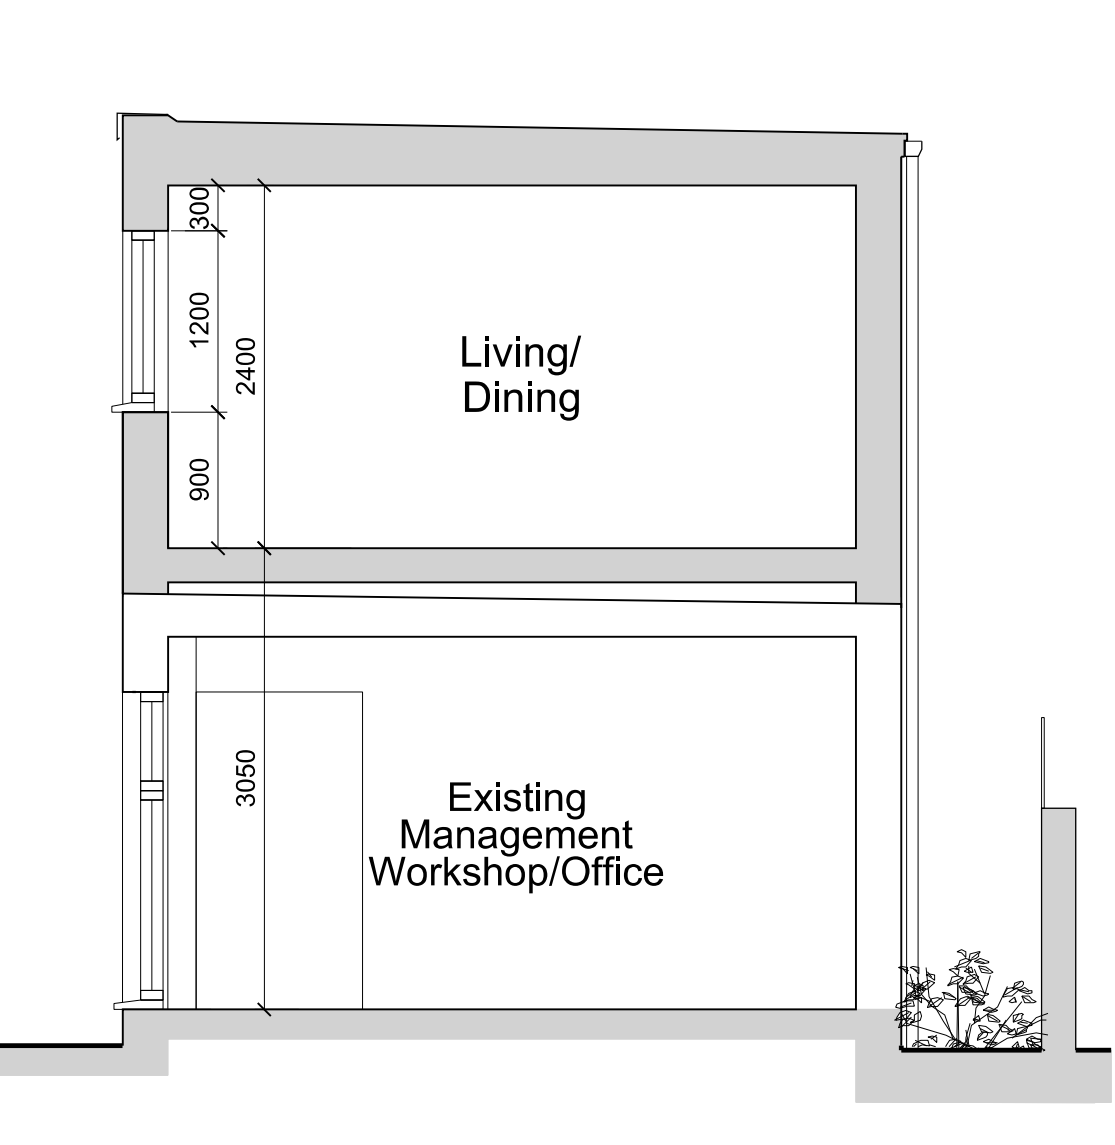 300
1200
2400
900
Living/
Dining
3050
Existing
Management
Workshop/Office